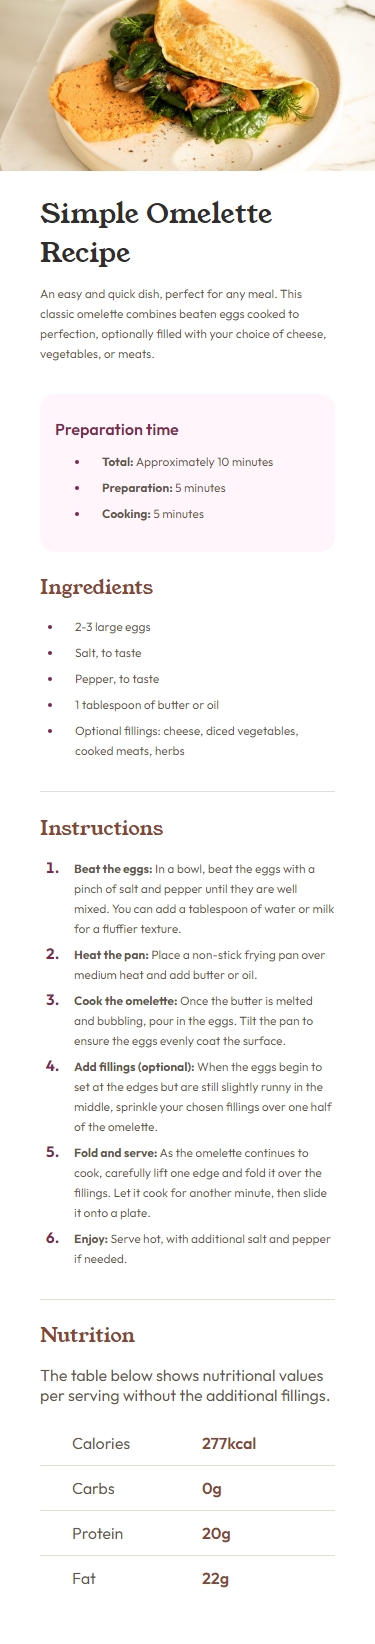 Simple Omelette
Recipe
An easy and quick dish, perfect for any meal. This
classic omelette combines beaten eggs cooked to
perfection, optionally filled with your choice of cheese,
vegetables, or meats.
Preparation time
• Total: Approximately 10 minutes
• Preparation: 5 minutes
• Cooking: 5 minutes
Ingredients
• 2-3 large eggs
• Salt, to taste
• Pepper, to taste
• 1 tablespoon of butter or oil
• Optional fillings: cheese, diced vegetables,
cooked meats, herbs
Instructions
1. Beat the eggs: In a bowl, beat the eggs with a
pinch of salt and pepper until they are well
mixed. You can add a tablespoon of water or milk
for a fluffier texture.
2. Heat the pan: Place a non-stick frying pan over
medium heat and add butter or oil.
3. Cook the omelette: Once the butter is melted
and bubbling, pour in the eggs. Tilt the pan to
ensure the eggs evenly coat the surface.
4. Add fillings (optional): When the eggs begin to
set at the edges but are still slightly runny in the
middle, sprinkle your chosen fillings over one half
of the omelette.
5. Fold and serve: As the omelette continues to
cook, carefully lift one edge and fold it over the
fillings. Let it cook for another minute, then slide
it onto a plate.
6. Enjoy: Serve hot, with additional salt and pepper
if needed.
Nutrition
The table below shows nutritional values
per serving without the additional fillings.
Calories 277kcal
Carbs 0g
Protein 20g
Fat 22g